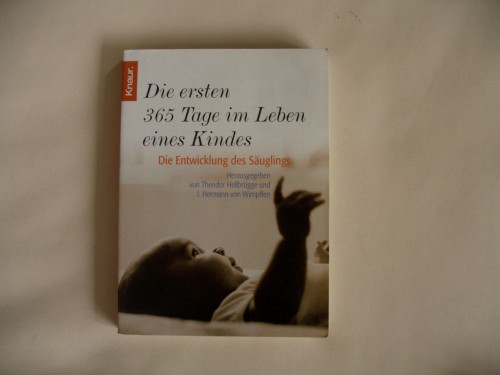 Knaur.
Die ersten
365 Tage im Leben
eines Kindes
Die Entwicklung des Säuglings
Herausgegeben
von Theodor Hellbrügge und
J. Hermann von Wimpffen